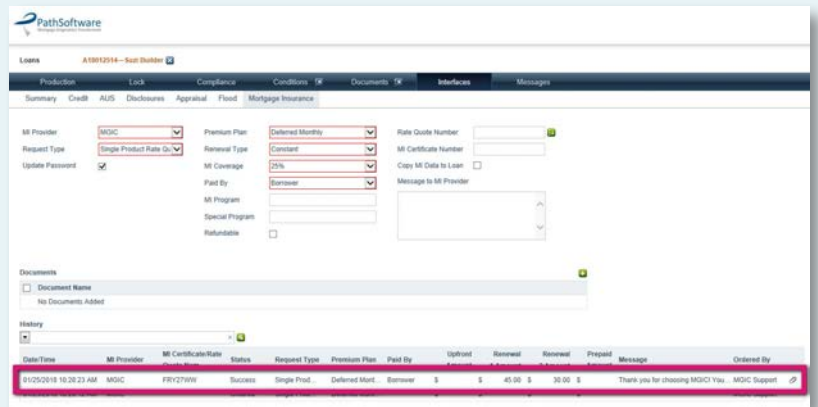 PathSoftware
Loans A18012514 – Suzi Builder
Production Lock Compliance Conditions Documents Interfaces Messages
Summary Credit AUS Disclosures Appraisal Flood Mortgage Insurance
MI Provider MGIC Premium Plan Deferred Monthly Rate Quote Number
Request Type Single Product Rate Qu Renewal Type Constant MI Certificate Number
Update Password MI Coverage 25% Copy MI Data to Loan
Paid By Borrower Message to MI Provider
MI Program
Special Program
Refundable
Documents
Document Name
No Documents Added
History
Date/Time MI Provider MI Certificate/Rate Status Request Type Premium Plan Paid By Upfront Renewal Renewal Prepaid Message Ordered By
01/25/2018 10:28:23 AM MGIC FRY27WW Success Single Prod... Deferred Mont... Borrower $ $ 45.00 $ 30.00 $ Thank you for choosing MGIC! You... MGIC Support